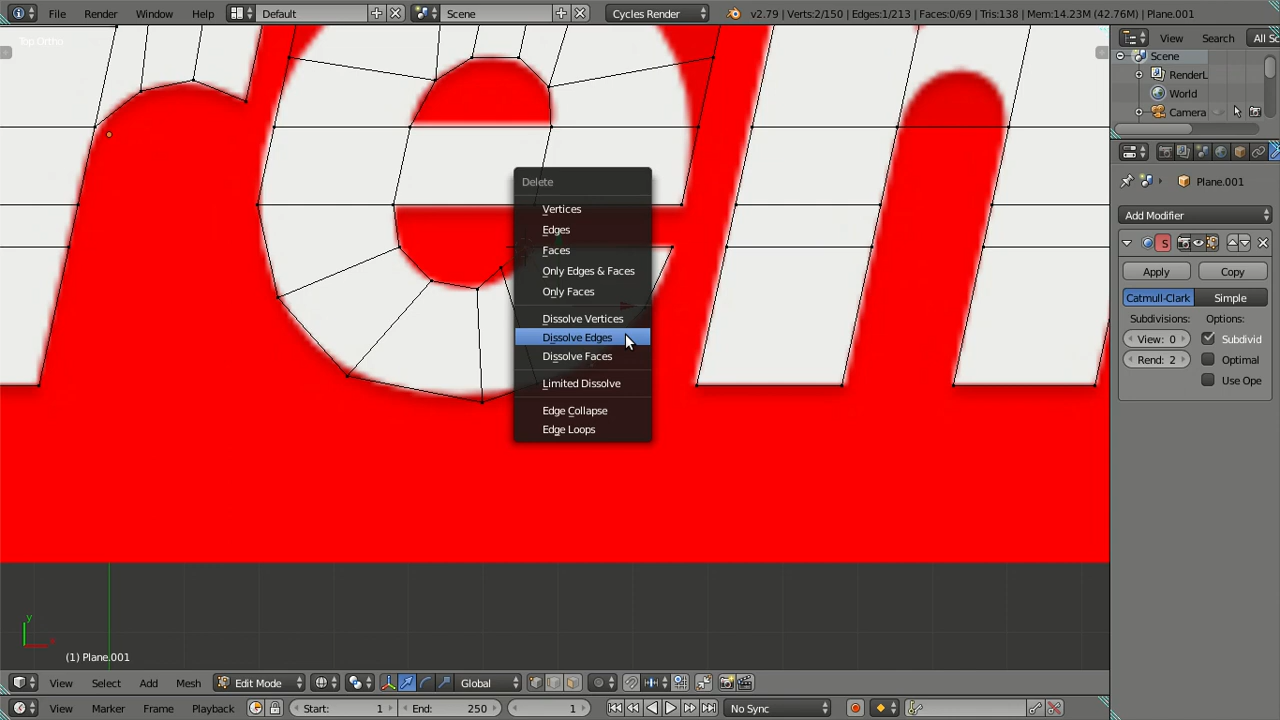 File Render Window Help Default Scene Cycles Render v2.79 | Verts:2/150 | Edges:1/213 | Faces:0/69 | Tris:138 | Mem:14.23M (42.76M) | Plane.001
Top Ortho
View Search All Sc
Scene
RenderL
World
Camera
Plane.001
Add Modifier
S
Apply Copy
Catmull-Clark Simple
Subdivisions: Options:
View: 0 Subdivid
Rend: 2 Optimal
Use Ope
Delete
Vertices
Edges
Faces
Only Edges & Faces
Only Faces
Dissolve Vertices
Dissolve Edges
Dissolve Faces
Limited Dissolve
Edge Collapse
Edge Loops
y
x
(1) Plane.001
View Select Add Mesh Edit Mode Global
View Marker Frame Playback Start: 1 End: 250 1 No Sync